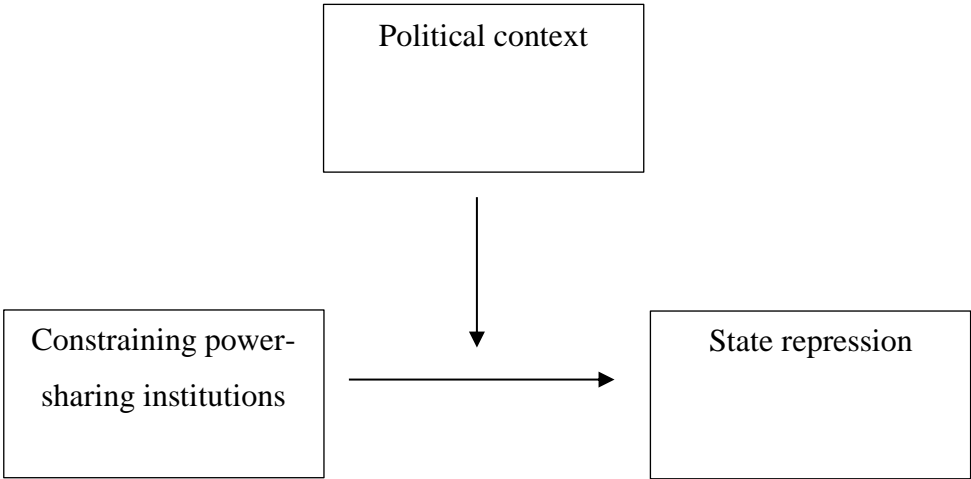 Political context
Constraining power-
sharing institutions
State repression